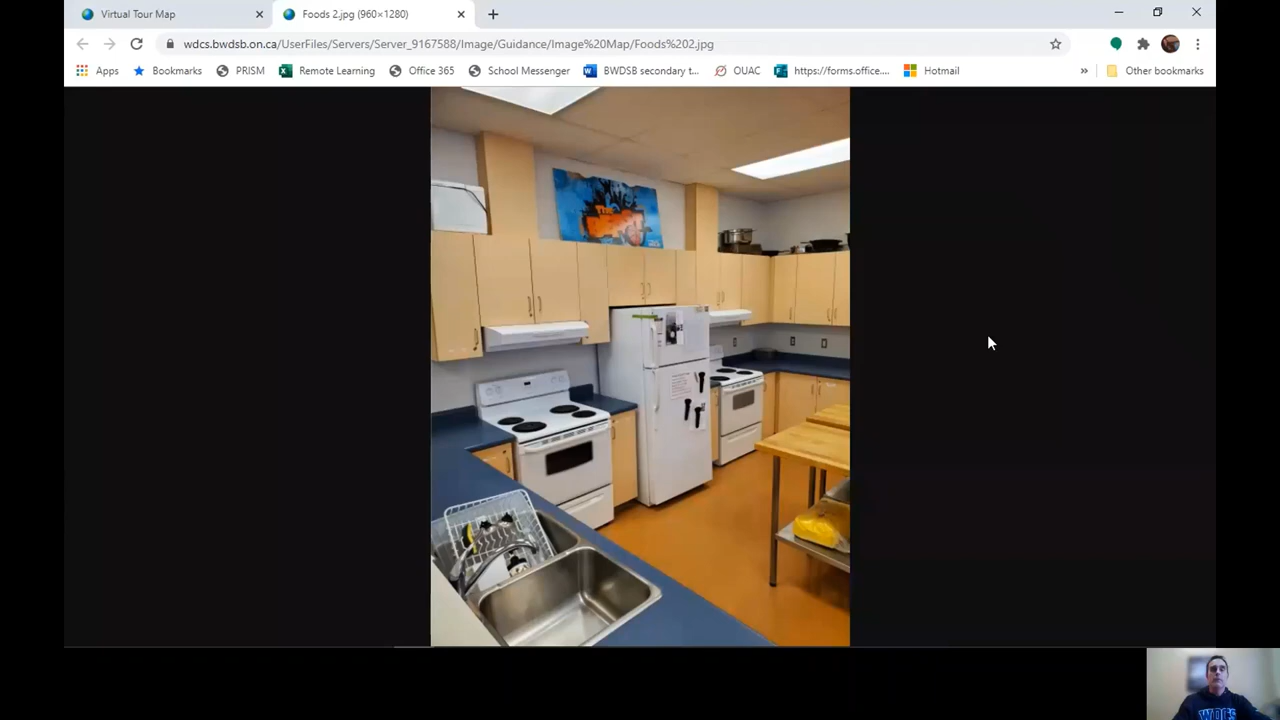 Virtual Tour Map
Foods 2.jpg (960×1280)
wdcs.bwdsb.on.ca/UserFiles/Servers/Server_9167588/Image/Guidance/Image%20Map/Foods%202.jpg
Apps Bookmarks PRISM Remote Learning Office 365 School Messenger BWDSB secondary t... OUAC https://forms.office.... Hotmail » Other bookmarks
THE
WDCS